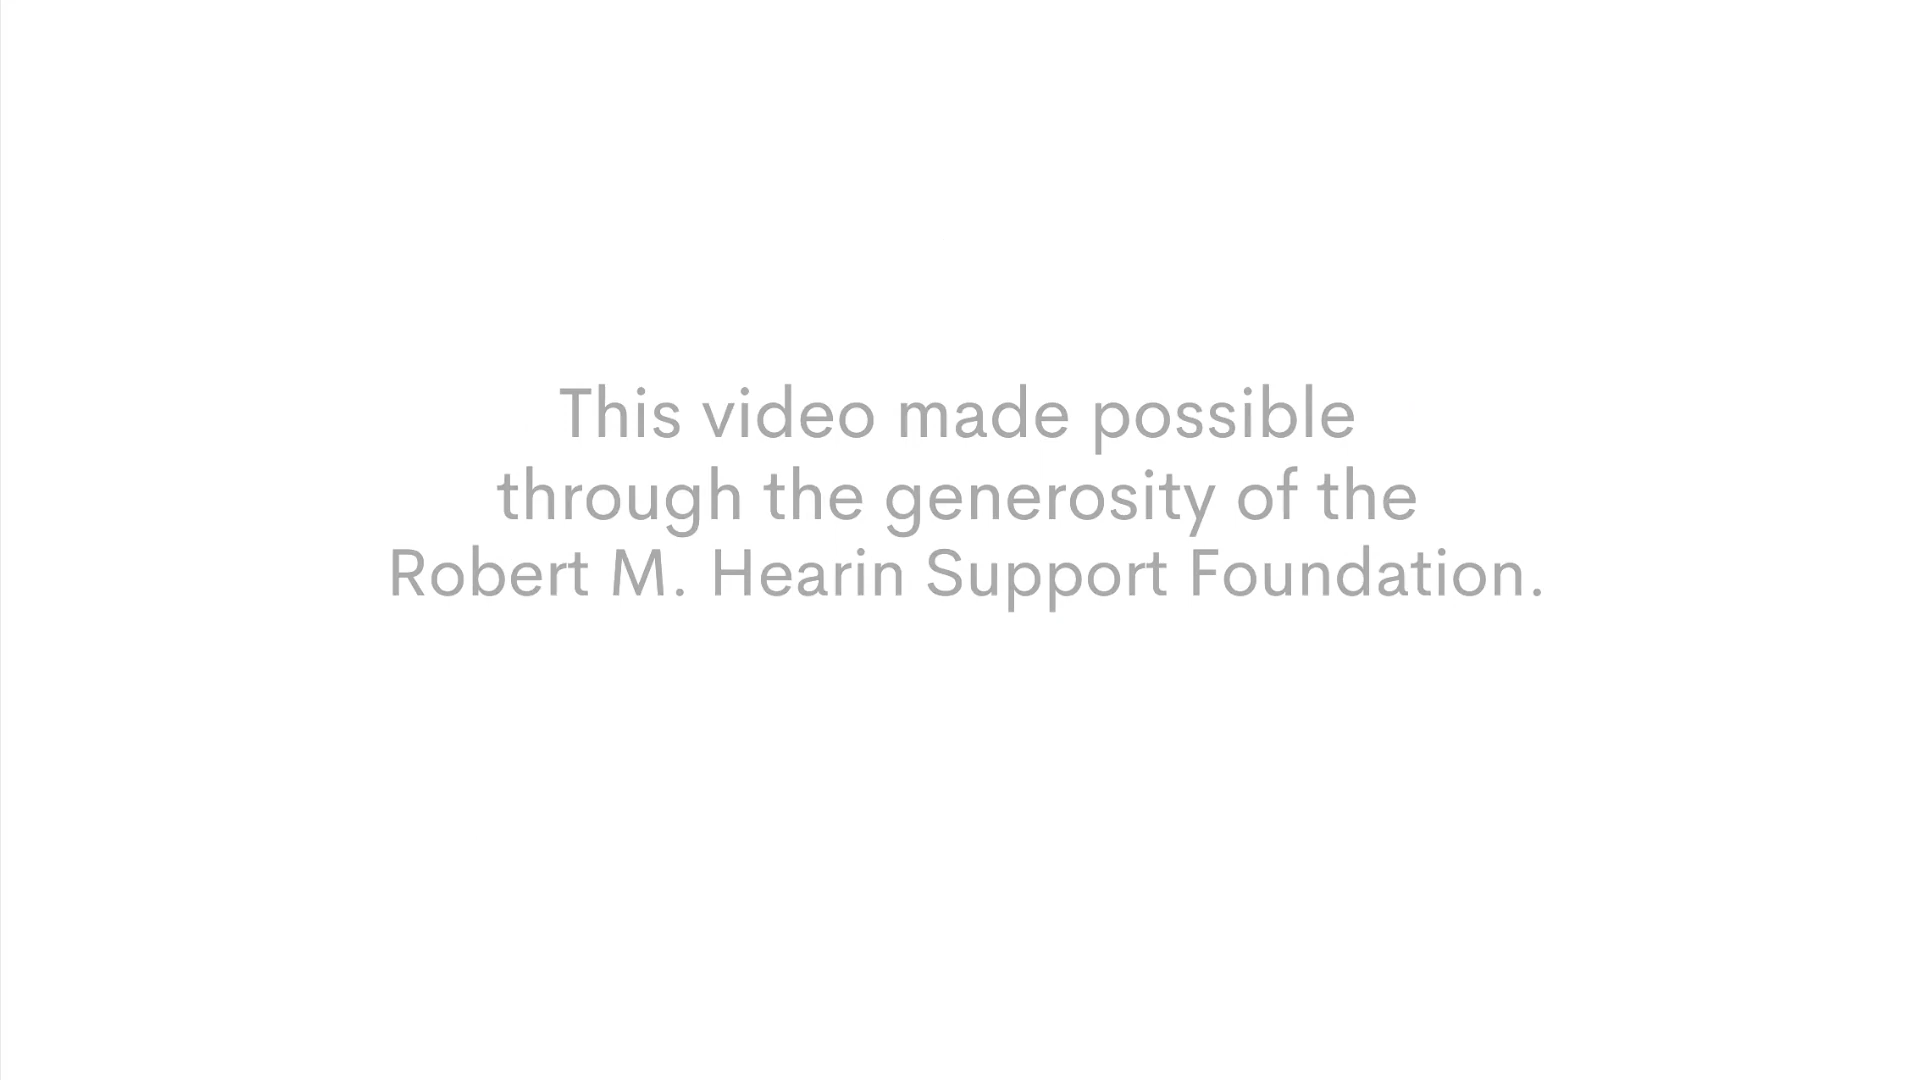 This video made possible
through the generosity of the
Robert M. Hearin Support Foundation.